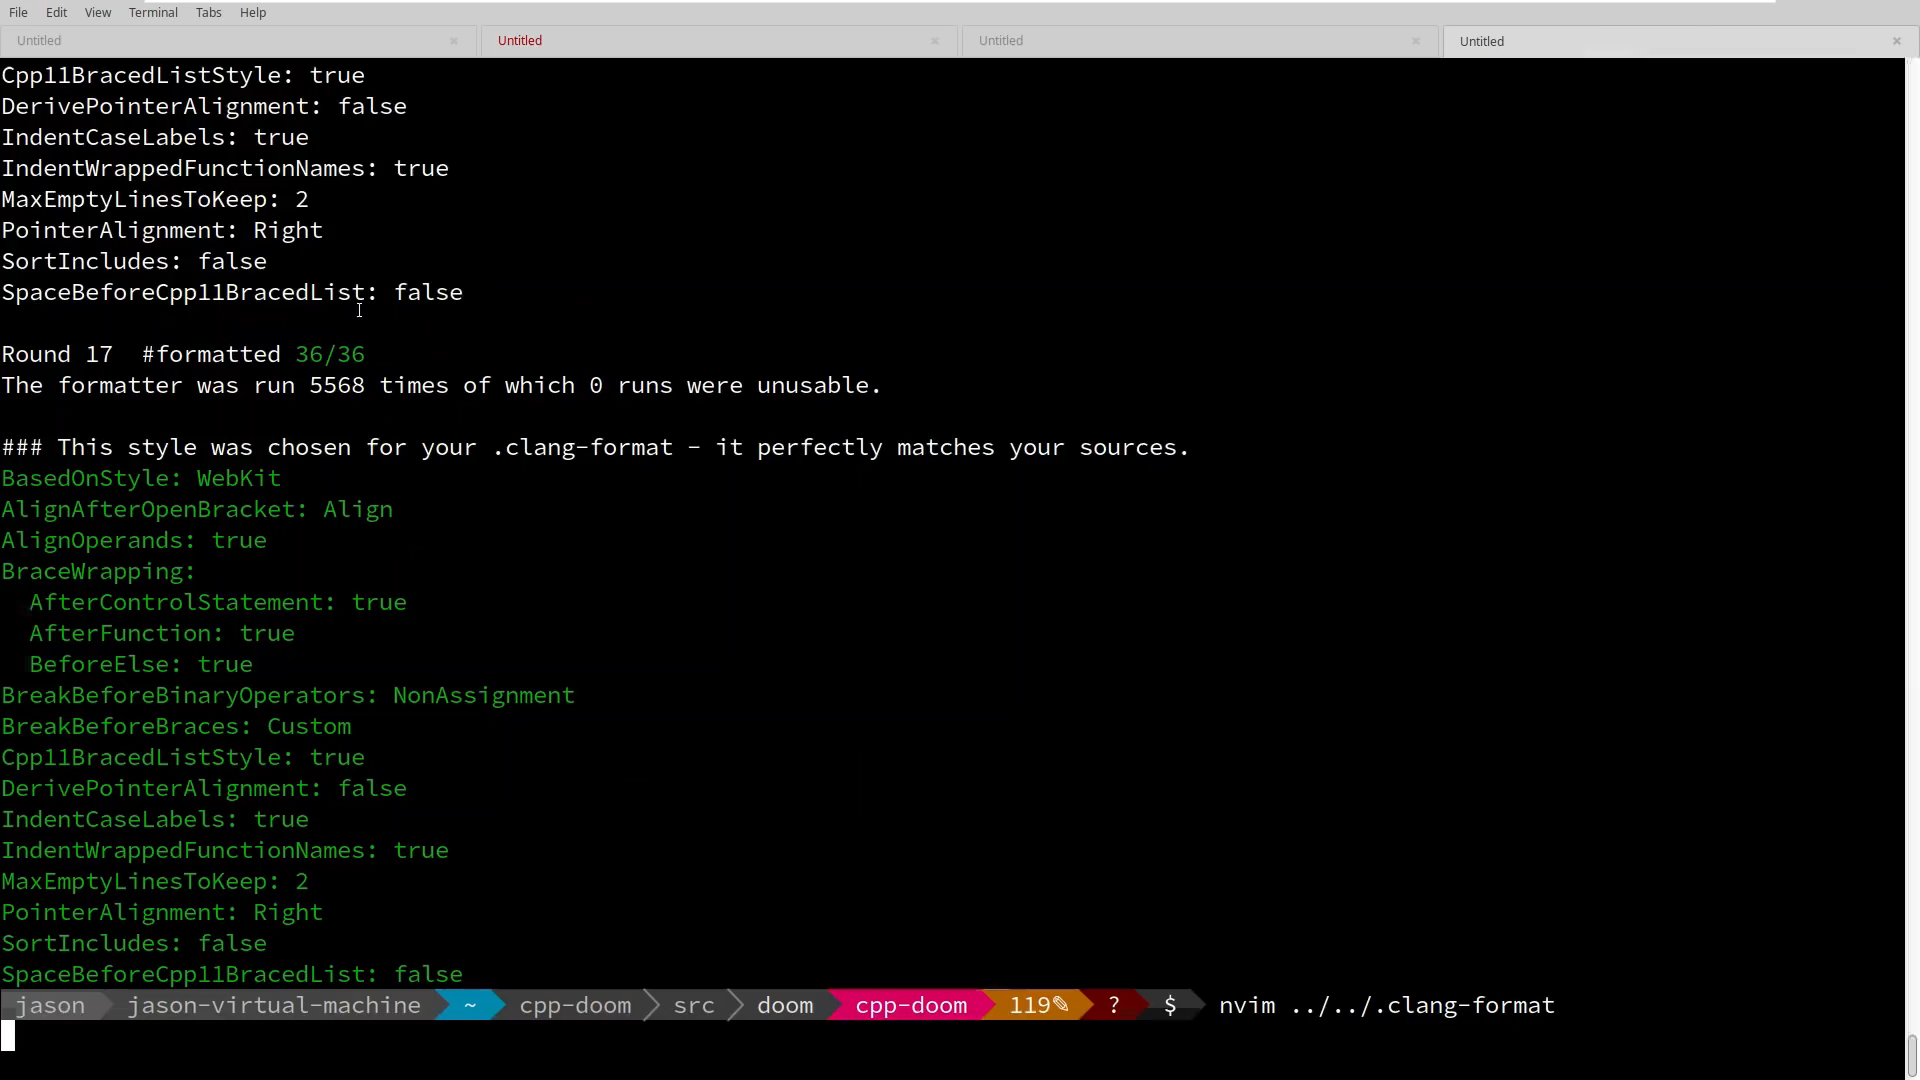 File Edit View Terminal Tabs Help
Untitled Untitled Untitled Untitled
Cpp11BracedListStyle: true
DerivePointerAlignment: false
IndentCaseLabels: true
IndentWrappedFunctionNames: true
MaxEmptyLinesToKeep: 2
PointerAlignment: Right
SortIncludes: false
SpaceBeforeCpp11BracedList: false
Round 17  #formatted 36/36
The formatter was run 5568 times of which 0 runs were unusable.
### This style was chosen for your .clang-format - it perfectly matches your sources.
BasedOnStyle: WebKit
AlignAfterOpenBracket: Align
AlignOperands: true
BraceWrapping:
  AfterControlStatement: true
  AfterFunction: true
  BeforeElse: true
BreakBeforeBinaryOperators: NonAssignment
BreakBeforeBraces: Custom
Cpp11BracedListStyle: true
DerivePointerAlignment: false
IndentCaseLabels: true
IndentWrappedFunctionNames: true
MaxEmptyLinesToKeep: 2
PointerAlignment: Right
SortIncludes: false
SpaceBeforeCpp11BracedList: false
jason jason-virtual-machine ~ cpp-doom src doom cpp-doom 119✎ ? $ nvim ../../.clang-format